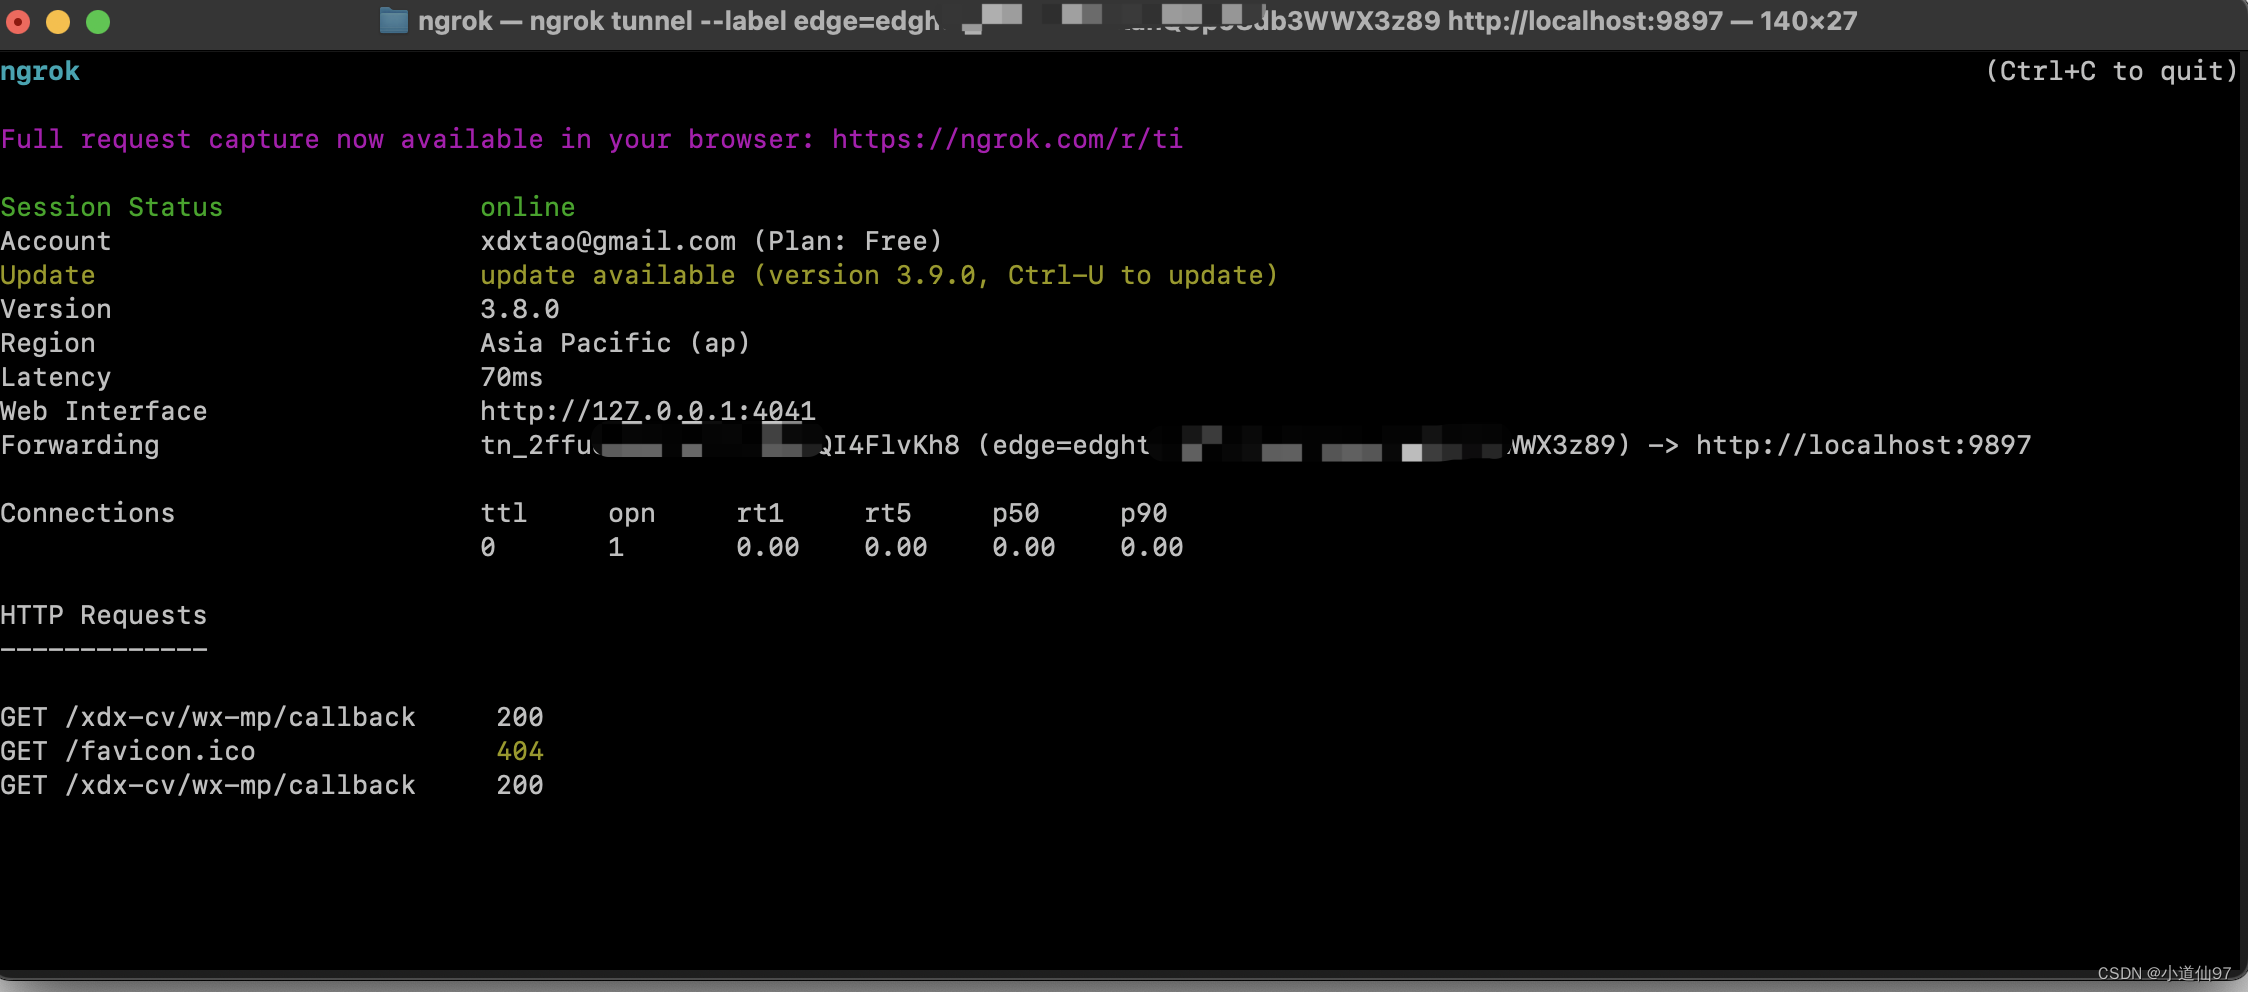 ngrok — ngrok tunnel --label edge=edgh db3WWX3z89 http://localhost:9897 — 140×27
ngrok (Ctrl+C to quit)
Full request capture now available in your browser: https://ngrok.com/r/ti
Session Status online
Account xdxtao@gmail.com (Plan: Free)
Update update available (version 3.9.0, Ctrl-U to update)
Version 3.8.0
Region Asia Pacific (ap)
Latency 70ms
Web Interface http://127.0.0.1:4041
Forwarding tn_2ffu QI4FlvKh8 (edge=edght WWX3z89) -> http://localhost:9897
Connections ttl opn rt1 rt5 p50 p90
0 1 0.00 0.00 0.00 0.00
HTTP Requests
-------------
GET /xdx-cv/wx-mp/callback 200
GET /favicon.ico 404
GET /xdx-cv/wx-mp/callback 200
CSDN @小道仙97